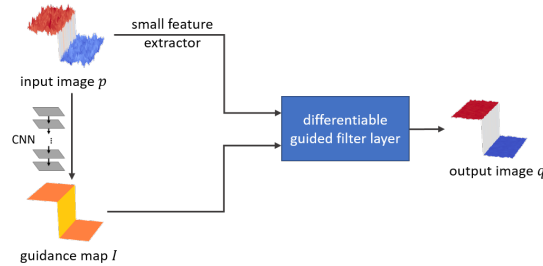 small feature
extractor
input image p
CNN
differentiable
guided filter layer
output image q
guidance map I